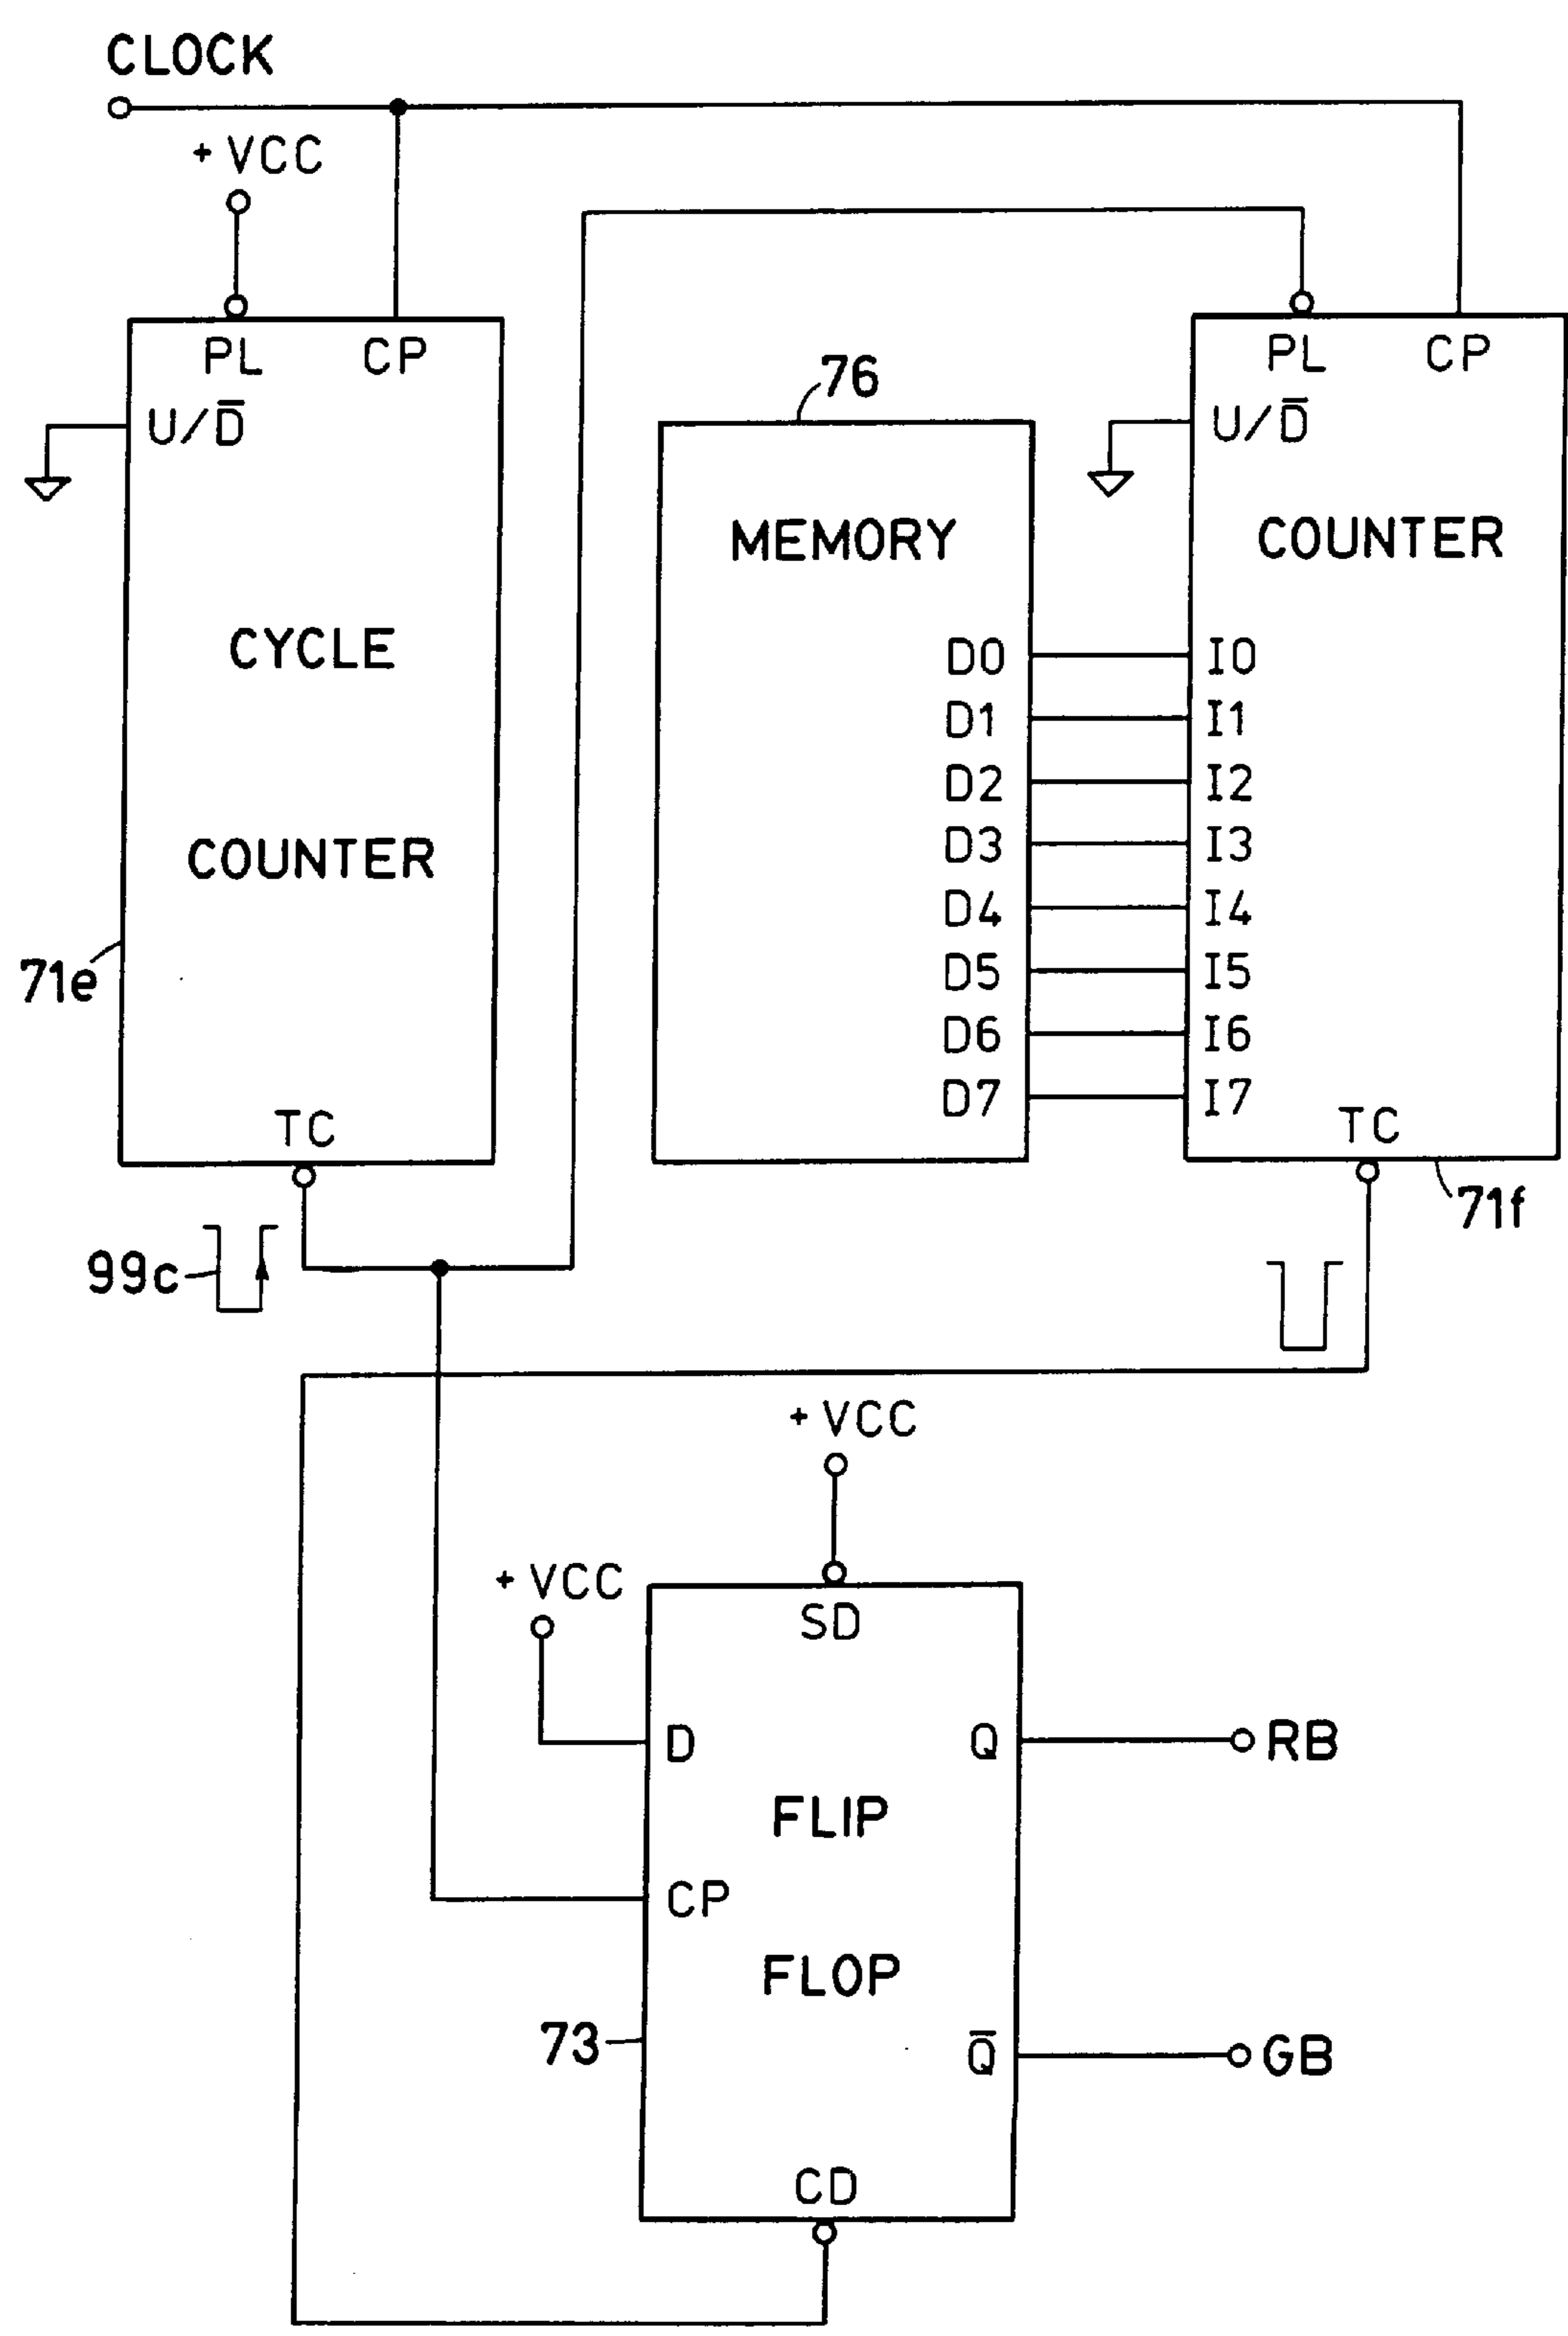 CLOCK
+ VCC
PL CP
U/D̅
CYCLE
COUNTER
71e
TC
99c
76
MEMORY
D0
D1
D2
D3
D4
D5
D6
D7
PL CP
U/D̅
COUNTER
I0
I1
I2
I3
I4
I5
I6
I7
TC
71f
+ VCC
+ VCC
SD
D
Q
RB
FLIP
CP
FLOP
73
Q̅
GB
CD